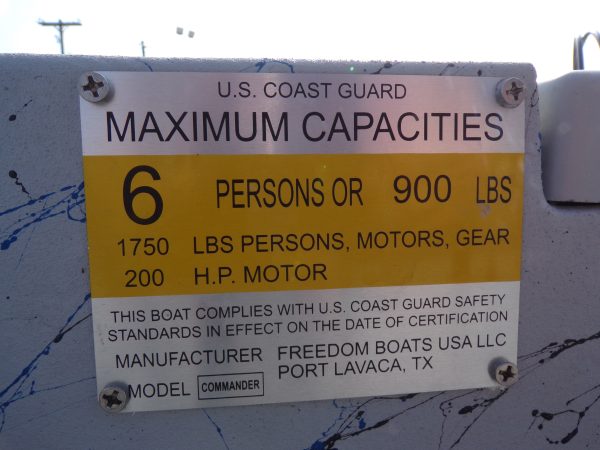 U.S. COAST GUARD
MAXIMUM CAPACITIES
6 PERSONS OR 900 LBS
1750 LBS PERSONS, MOTORS, GEAR
200 H.P. MOTOR
THIS BOAT COMPLIES WITH U.S. COAST GUARD SAFETY
STANDARDS IN EFFECT ON THE DATE OF CERTIFICATION
MANUFACTURER FREEDOM BOATS USA LLC
PORT LAVACA, TX
MODEL COMMANDER